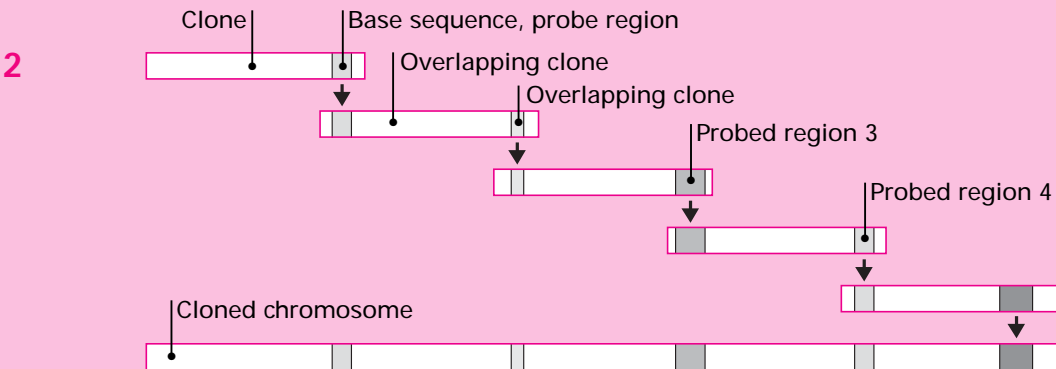 Clone
Base sequence, probe region
2
Overlapping clone
Overlapping clone
Probed region 3
Probed region 4
Cloned chromosome